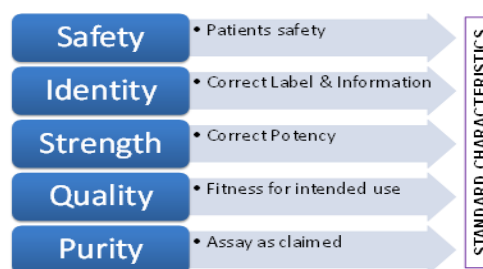 Safety
• Patients safety
Identity
• Correct Label & Information
Strength
• Correct Potency
Quality
• Fitness for intended use
Purity
• Assay as claimed
STANDARD CHARACTERISTICS